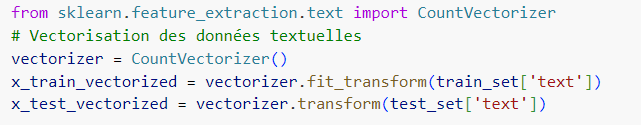 from sklearn.feature_extraction.text import CountVectorizer
# Vectorisation des données textuelles
vectorizer = CountVectorizer()
x_train_vectorized = vectorizer.fit_transform(train_set['text'])
x_test_vectorized = vectorizer.transform(test_set['text'])